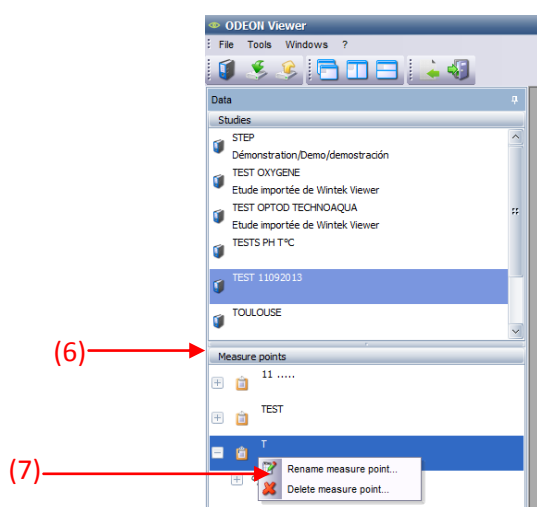 ODEON Viewer
File Tools Windows ?
Data
Studies
STEP
Démonstration/Demo/demostración
TEST OXYGENE
Etude importée de Wintek Viewer
TEST OPTOD TECHNOAQUA
Etude importée de Wintek Viewer
TESTS PH T°C
TEST 11092013
TOULOUSE
(6)
Measure points
11 .....
TEST
T
(7)
Rename measure point...
Delete measure point...